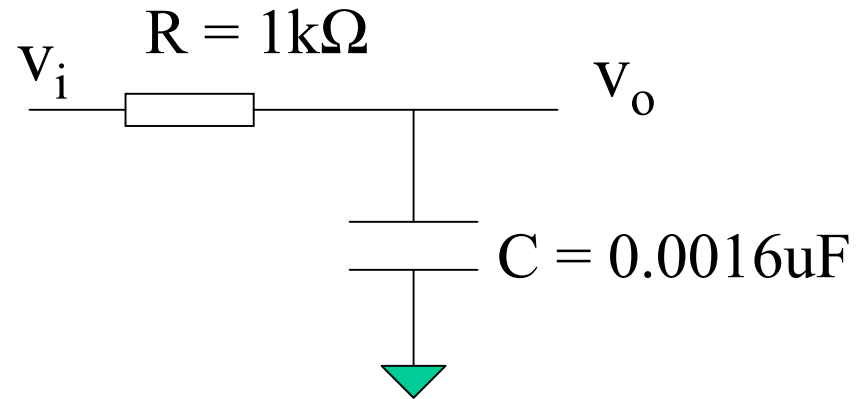 R = 1kΩ
vi
vo
C = 0.0016uF